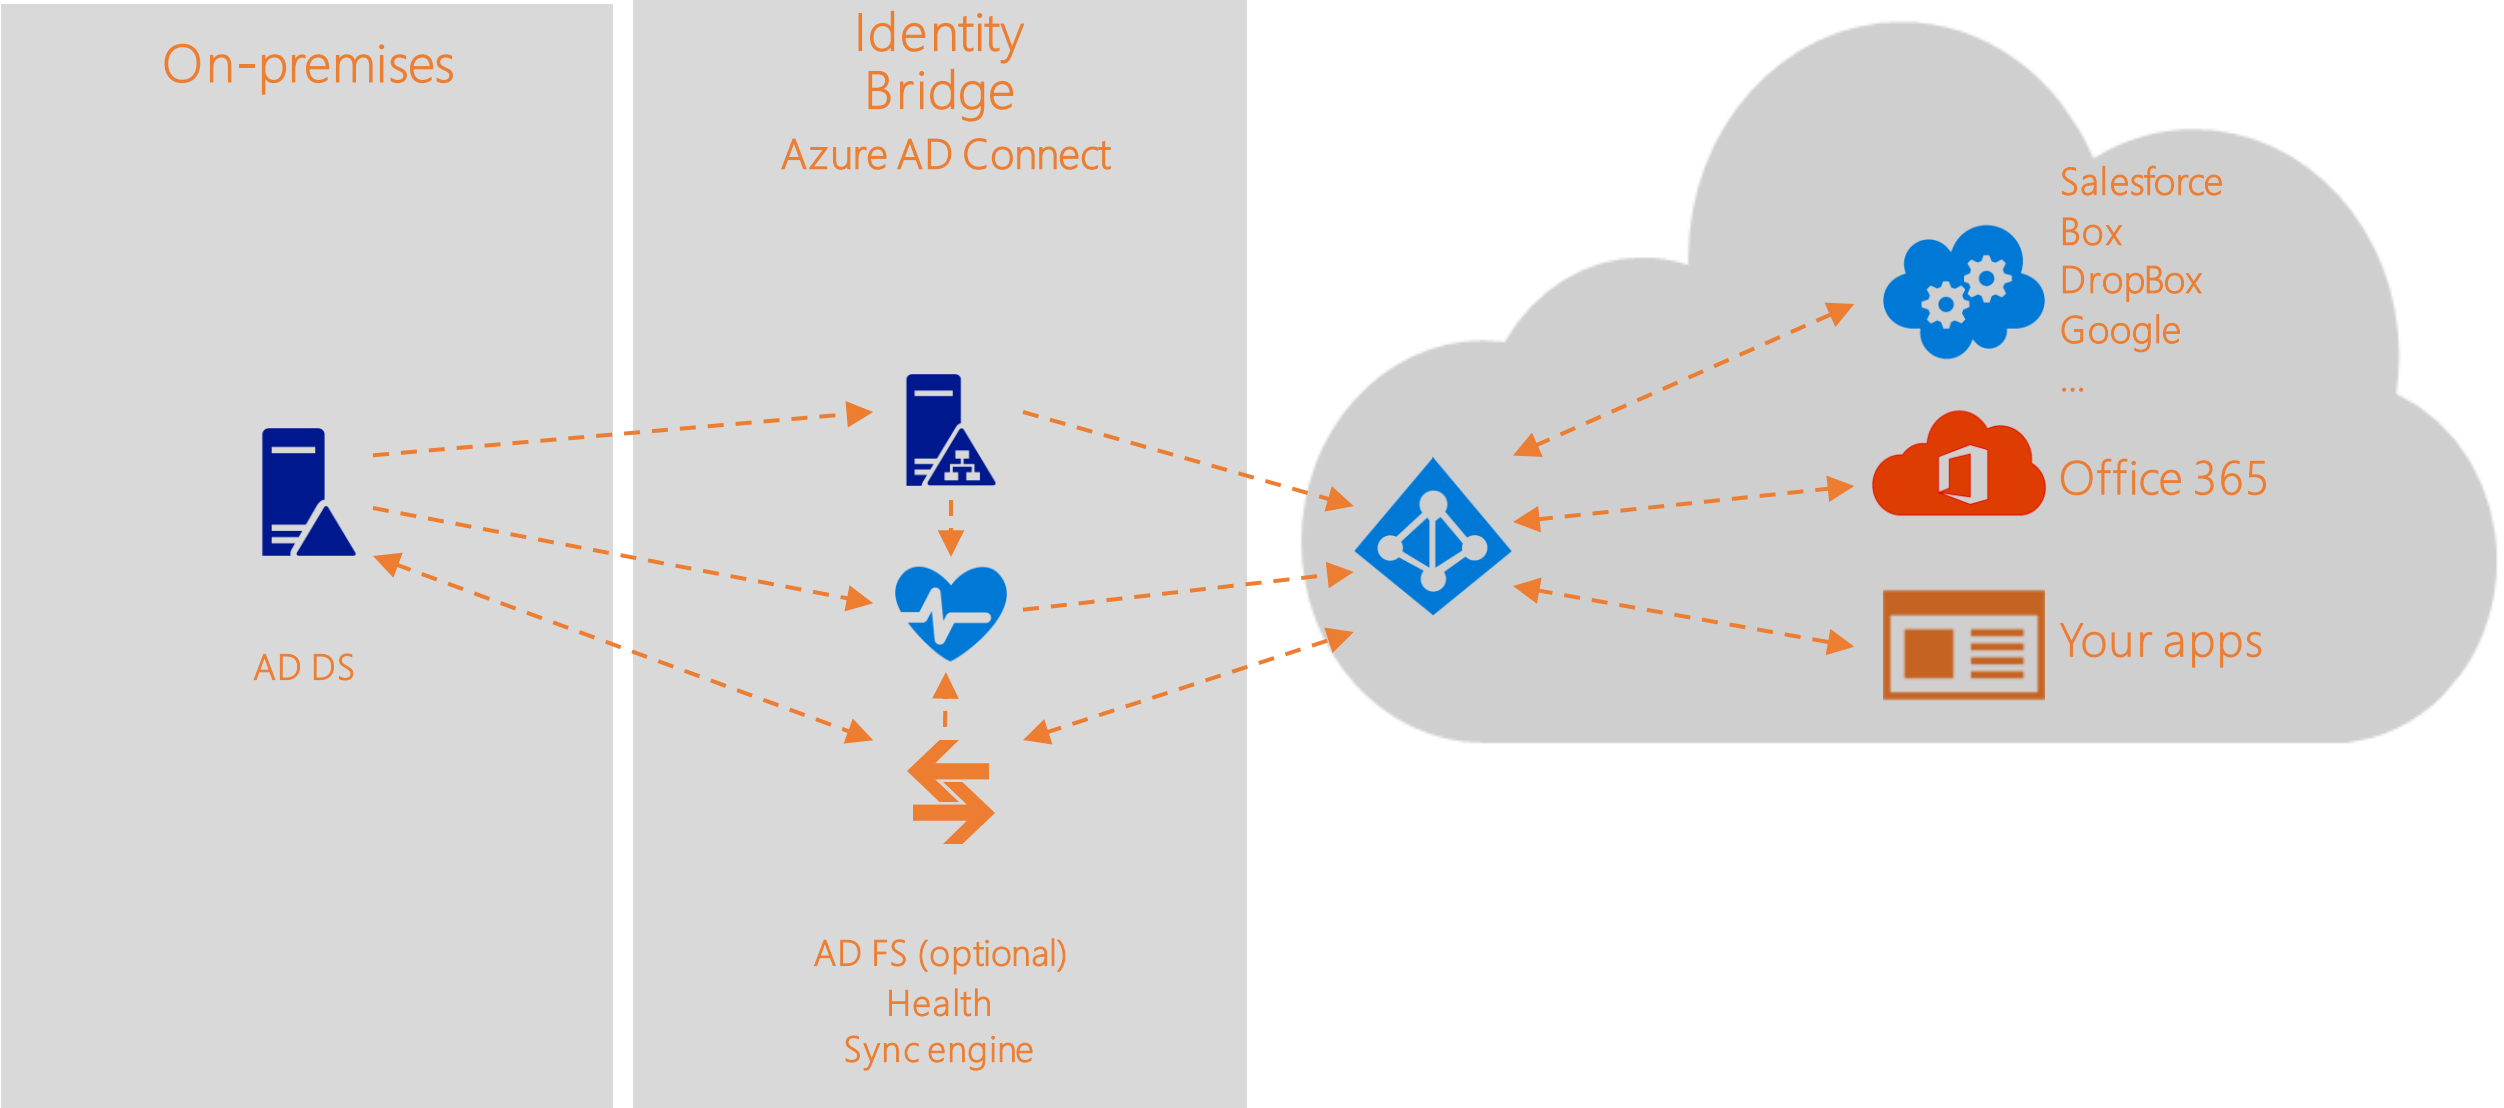 On-premises
Identity
Bridge
Azure AD Connect
AD DS
AD FS (optional)
Health
Sync engine
Salesforce
Box
DropBox
Google
...
Office 365
Your apps